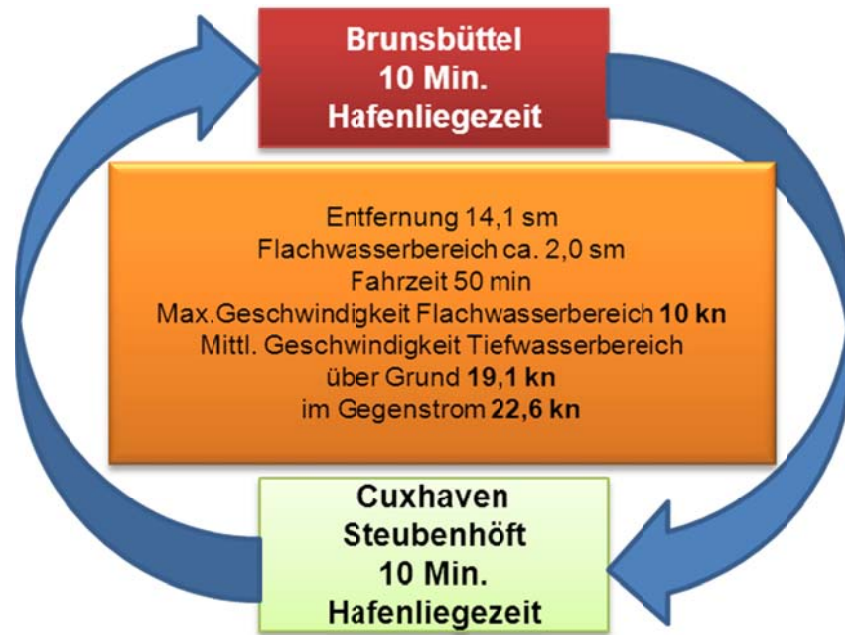 Brunsbüttel
10 Min.
Hafenliegezeit
Entfernung 14,1 sm
Flachwasserbereich ca. 2,0 sm
Fahrzeit 50 min
Max.Geschwindigkeit Flachwasserbereich 10 kn
Mittl. Geschwindigkeit Tiefwasserbereich
über Grund 19,1 kn
im Gegenstrom 22,6 kn
Cuxhaven
Steubenhöft
10 Min.
Hafenliegezeit